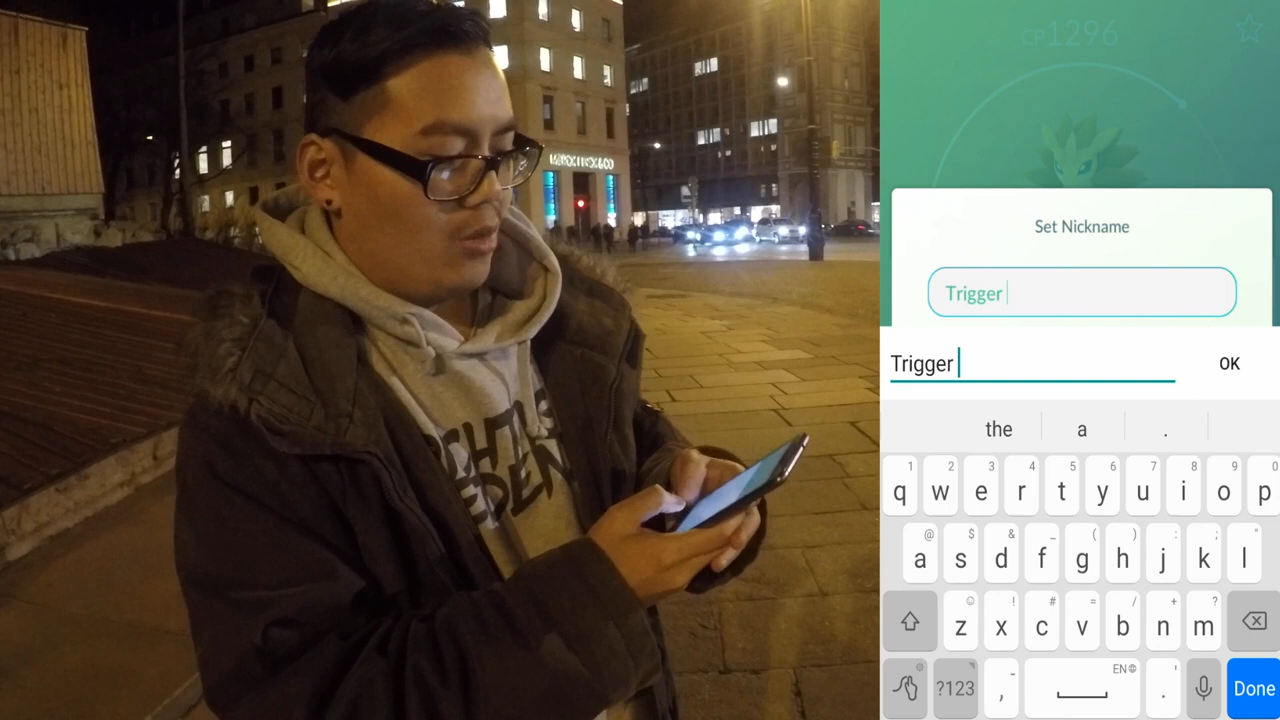 CP1296
Set Nickname
Trigger
Trigger
OK
the a .
1 2 3 4 5 6 7 8 9 0
q w e r t y u i o p
@ $ & _ ( ) : ; "
a s d f g h j k l
! # = / + ?
z x c v b n m
?123 , EN . '
Done